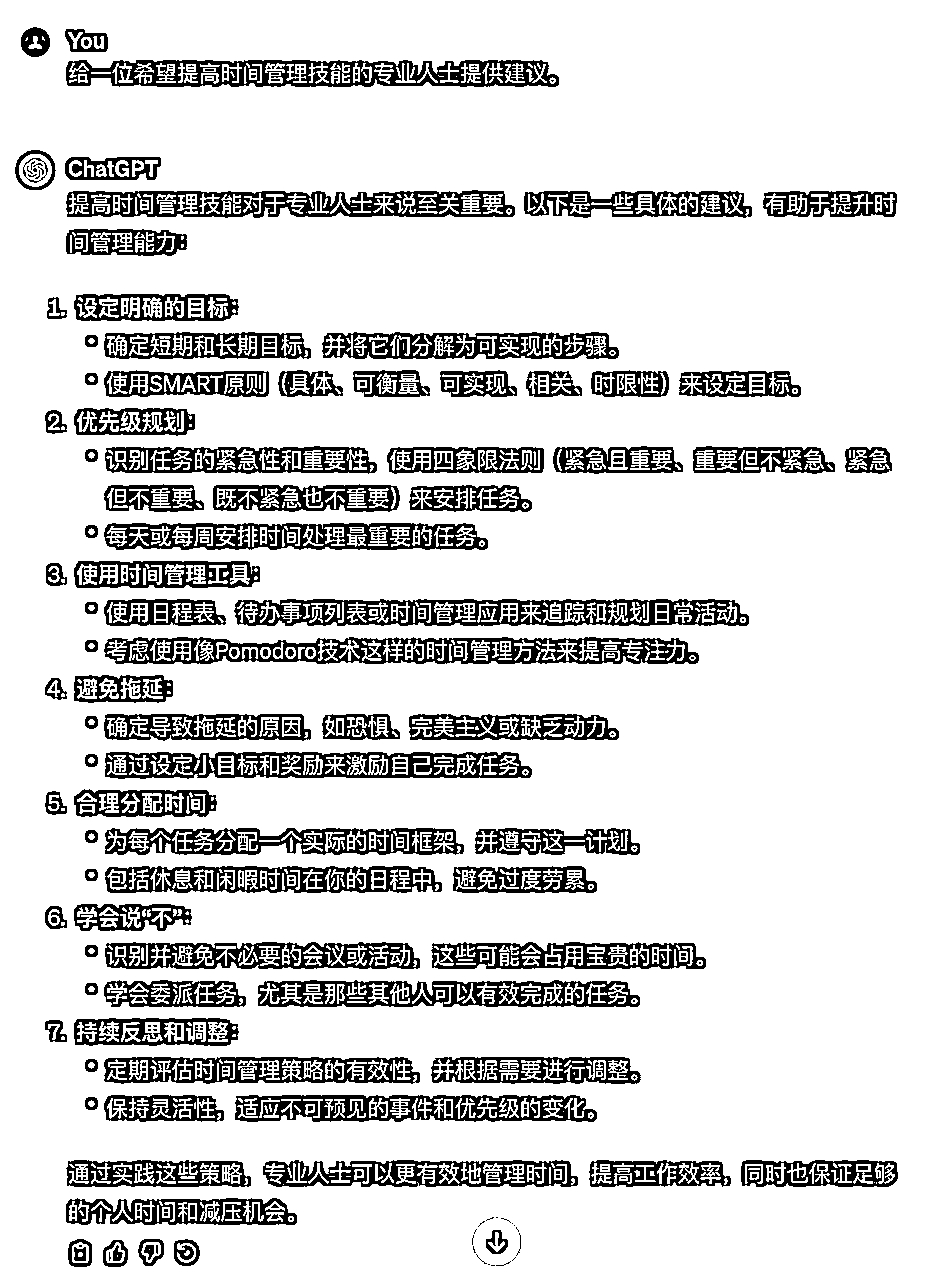 You
给一位希望提高时间管理技能的专业人士提供建议。
ChatGPT
提高时间管理技能对于专业人士来说至关重要。以下是一些具体的建议，有助于提升时
间管理能力：
1. 设定明确的目标：
确定短期和长期目标，并将它们分解为可实现的步骤。
使用SMART原则（具体、可衡量、可实现、相关、时限性）来设定目标。
2. 优先级规划：
识别任务的紧急性和重要性，使用四象限法则（紧急且重要、重要但不紧急、紧急
但不重要、既不紧急也不重要）来安排任务。
每天或每周安排时间处理最重要的任务。
3. 使用时间管理工具：
使用日程表、待办事项列表或时间管理应用来追踪和规划日常活动。
考虑使用像Pomodoro技术这样的时间管理方法来提高专注力。
4. 避免拖延：
确定导致拖延的原因，如恐惧、完美主义或缺乏动力。
通过设定小目标和奖励来激励自己完成任务。
5. 合理分配时间：
为每个任务分配一个实际的时间框架，并遵守这一计划。
包括休息和闲暇时间在你的日程中，避免过度劳累。
6. 学会说“不”：
识别并避免不必要的会议或活动，这些可能会占用宝贵的时间。
学会委派任务，尤其是那些其他人可以有效完成的任务。
7. 持续反思和调整：
定期评估时间管理策略的有效性，并根据需要进行调整。
保持灵活性，适应不可预见的事件和优先级的变化。
通过实践这些策略，专业人士可以更有效地管理时间，提高工作效率，同时也保证足够
的个人时间和减压机会。